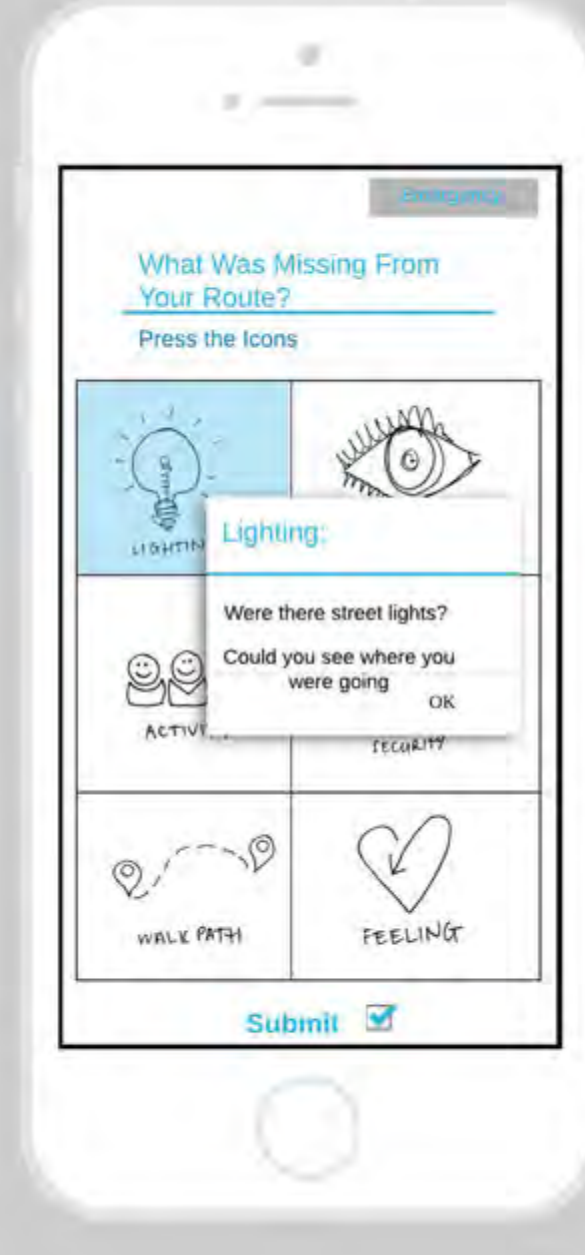 Emergency
What Was Missing From
Your Route?
Press the Icons
LIGHTIN
Lighting:
Were there street lights?
Could you see where you
were going
OK
ACTIVI
SECURITY
WALK PATH
FEELING
Submit